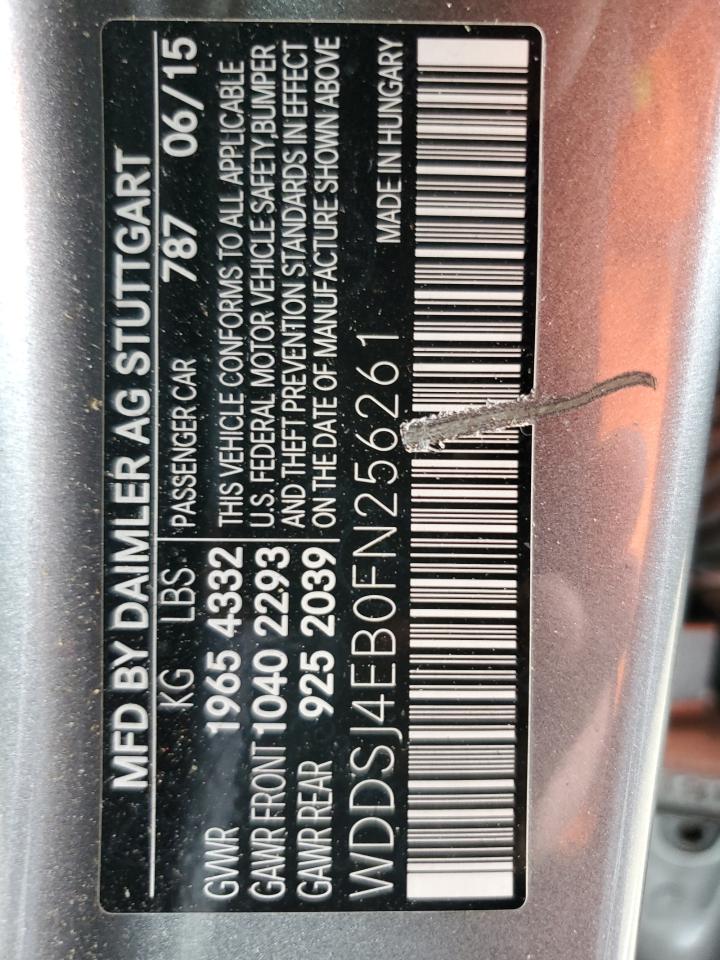 MFD BY DAIMLER AG STUTTGART
KG LBS PASSENGER CAR 787 06/15
GVWR 1965 4332
GAWR FRONT 1040 2293
GAWR REAR 925 2039
THIS VEHICLE CONFORMS TO ALL APPLICABLE
U.S. FEDERAL MOTOR VEHICLE SAFETY,BUMPER
AND THEFT PREVENTION STANDARDS IN EFFECT
ON THE DATE OF MANUFACTURE SHOWN ABOVE
WDDSJ4EB0FN256261 MADE IN HUNGARY